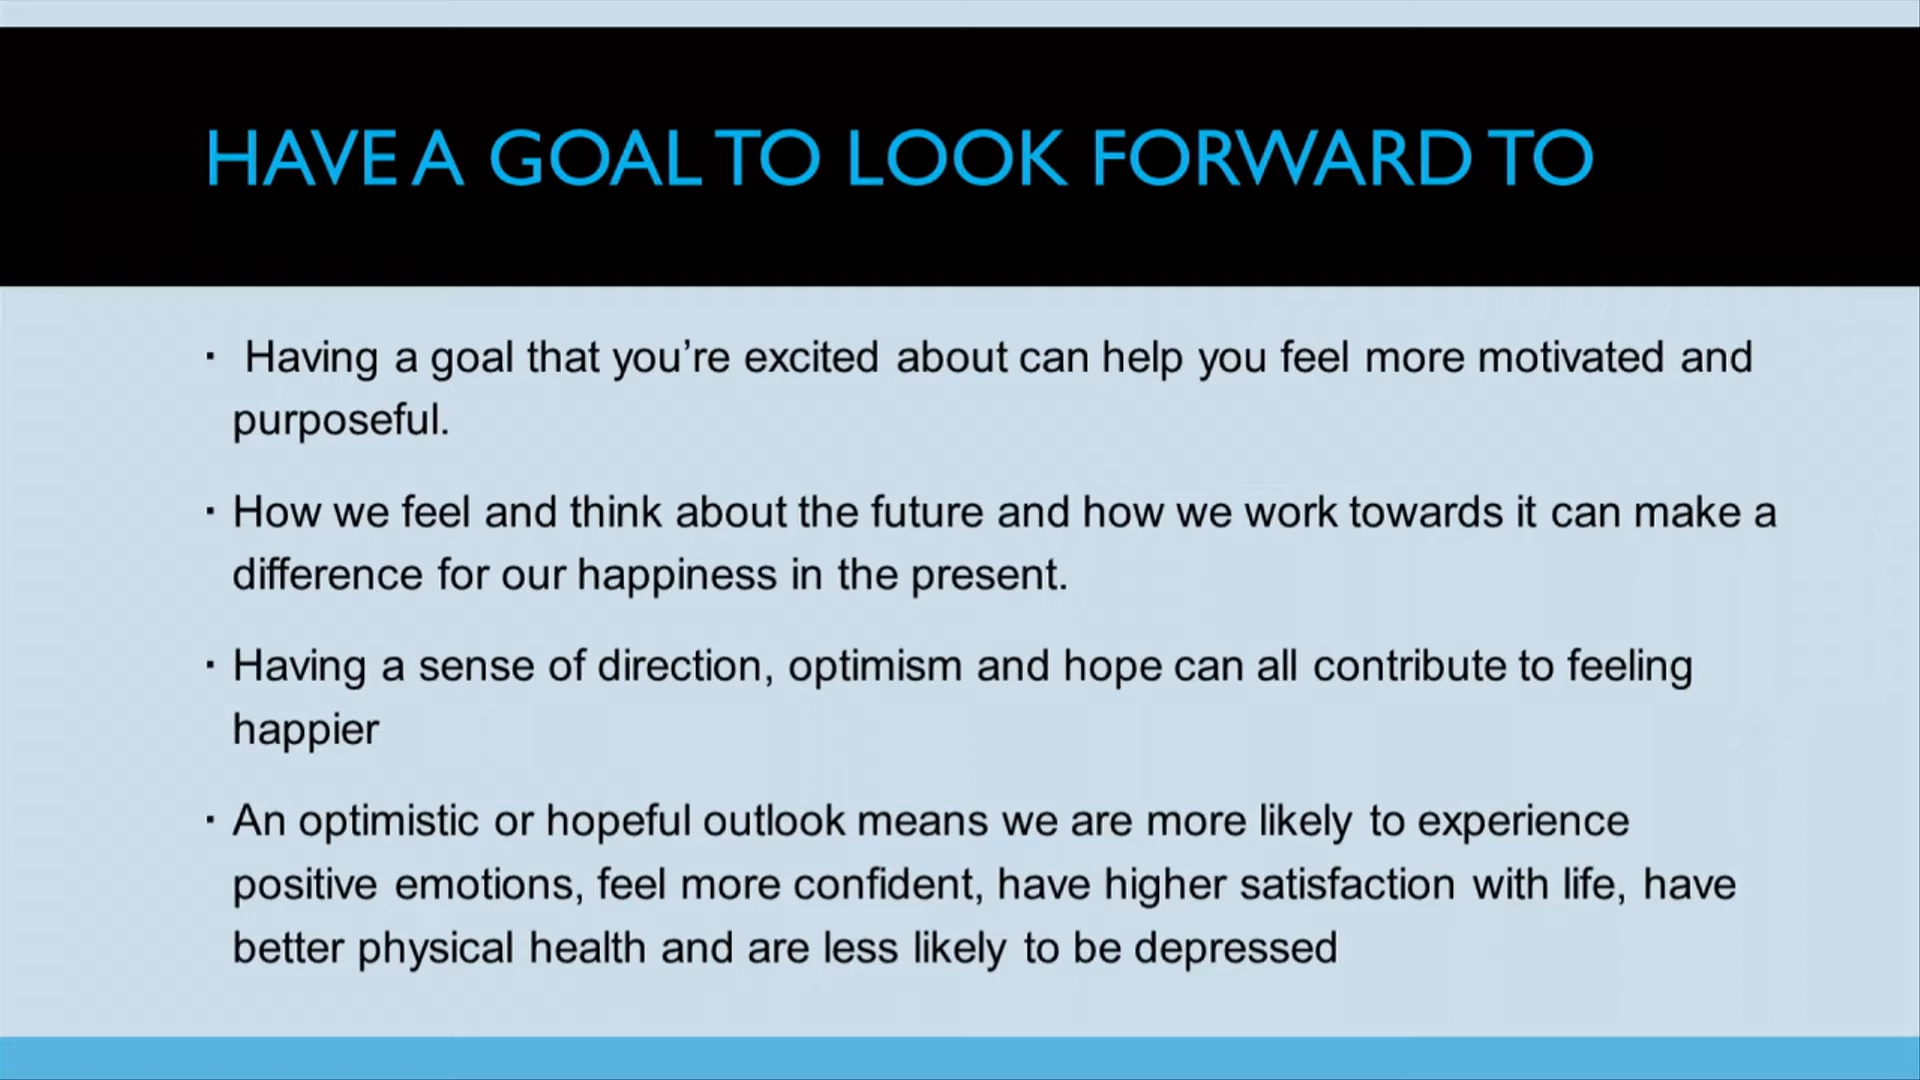 HAVE A GOAL TO LOOK FORWARD TO
▪ Having a goal that you’re excited about can help you feel more motivated and
purposeful.
▪ How we feel and think about the future and how we work towards it can make a
difference for our happiness in the present.
▪ Having a sense of direction, optimism and hope can all contribute to feeling
happier
▪ An optimistic or hopeful outlook means we are more likely to experience
positive emotions, feel more confident, have higher satisfaction with life, have
better physical health and are less likely to be depressed